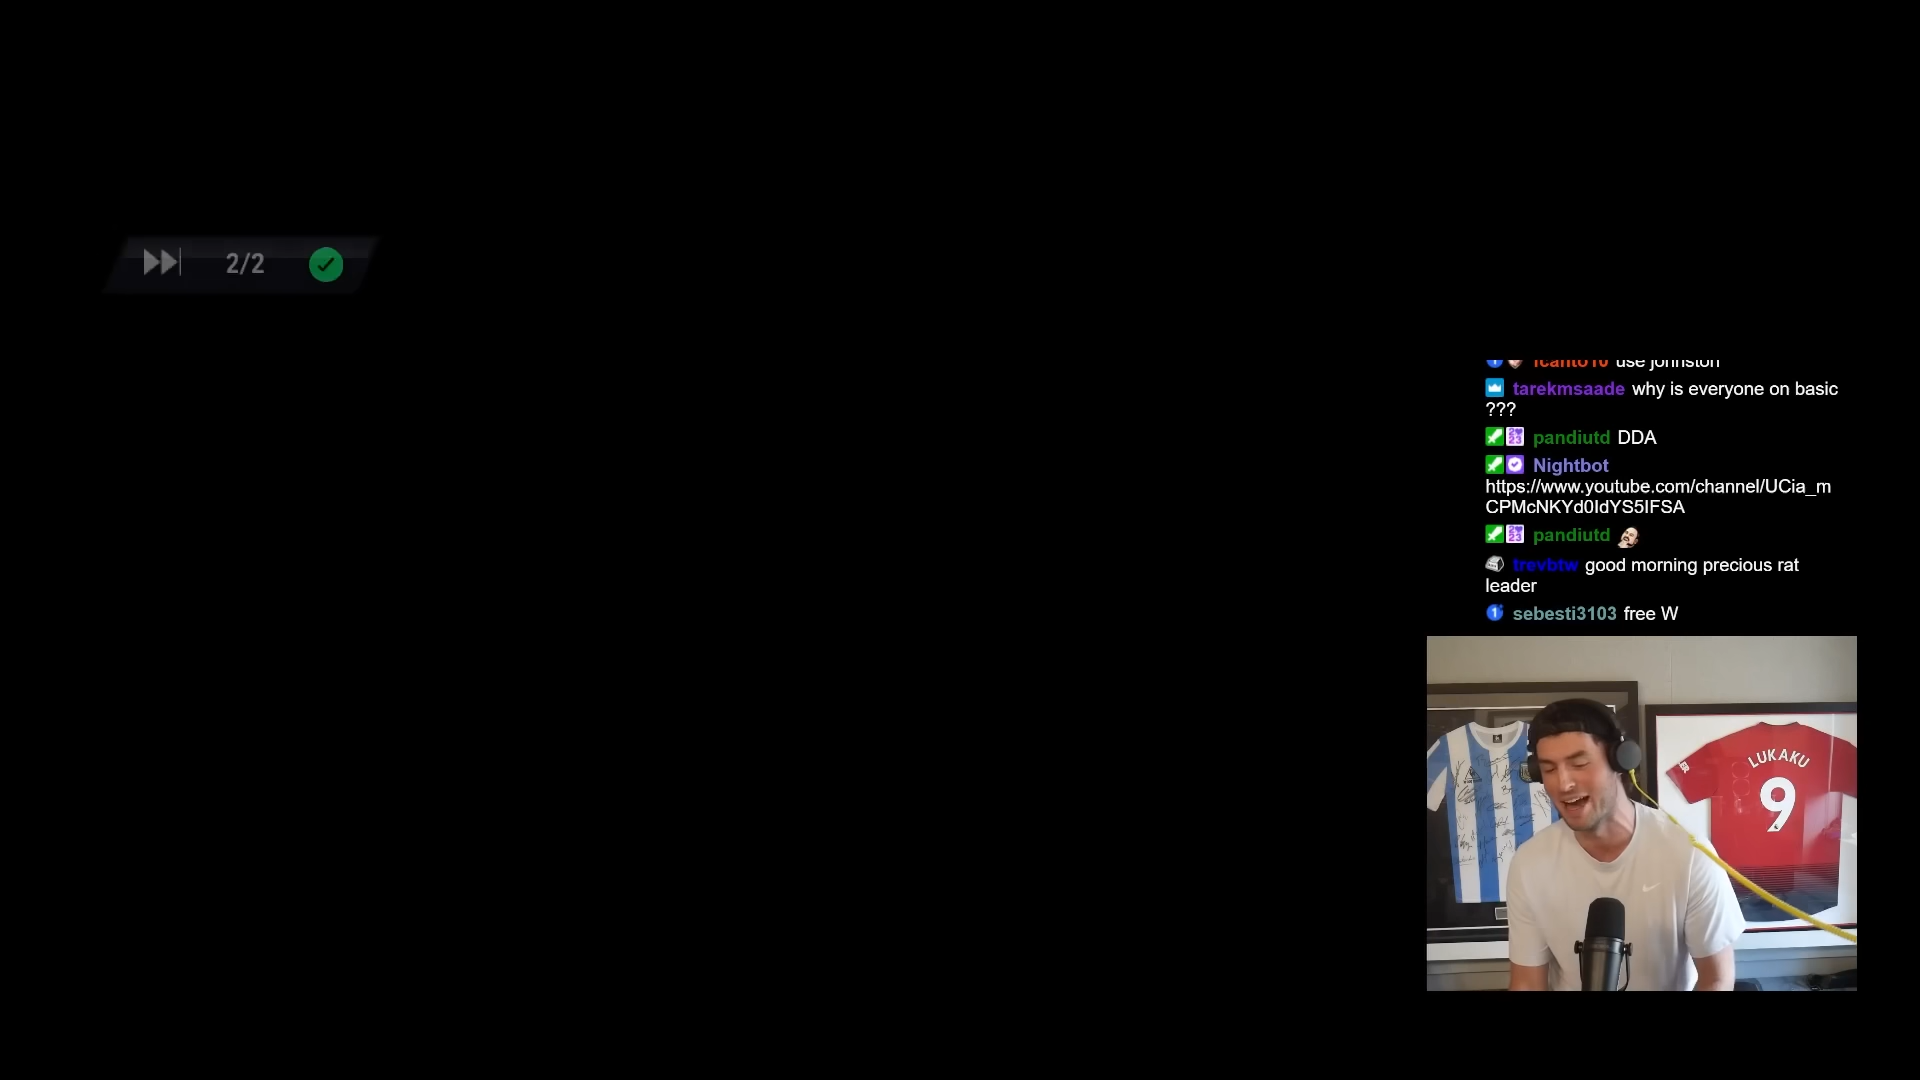 2/2
use johnston
tarekmsaade why is everyone on basic
???
pandiutd DDA
Nightbot
https://www.youtube.com/channel/UCia_m
CPMcNKYd0IdYS5IFSA
pandiutd
trevbtw good morning precious rat
leader
sebesti3103 free W
LUKAKU
9